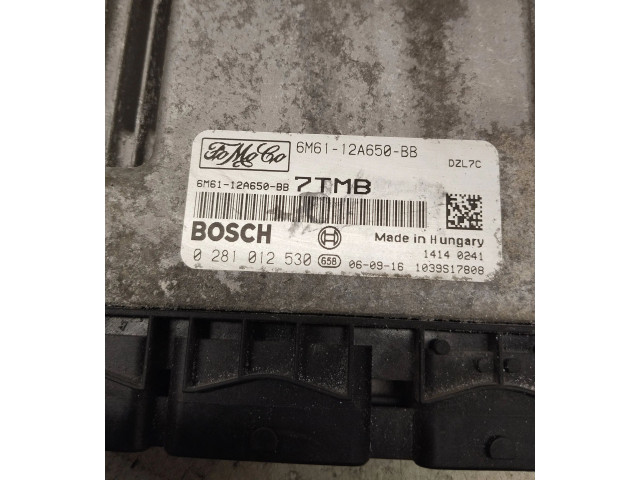 FoMoCo 6M61-12A650-BB
DZL7C
6M61-12A650-BB 7TMB
BOSCH
Made in Hungary
1414 0241
0 281 012 530 658 06-09-16 1039S17808